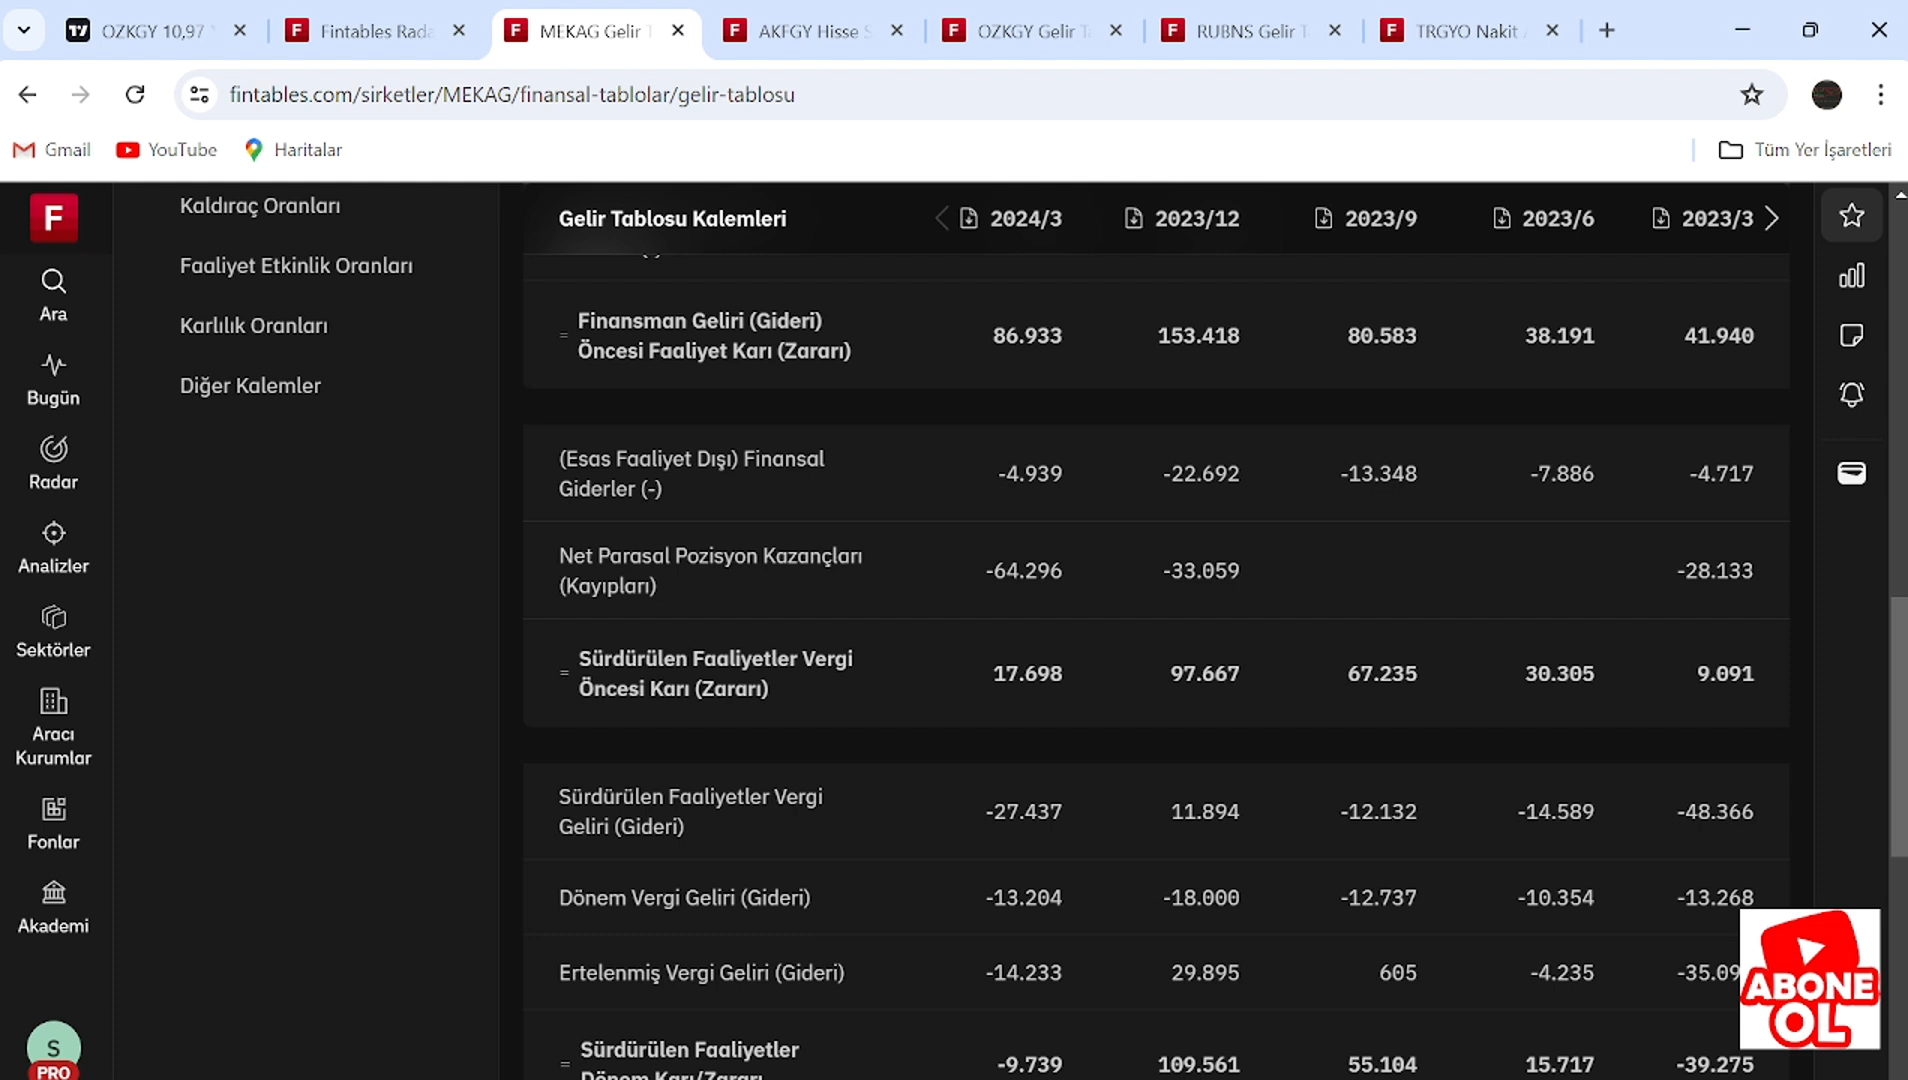 OZKGY 10,97
Fintables Rada
MEKAG Gelir T
AKFGY Hisse S
OZKGY Gelir Ta
RUBNS Gelir T
TRGYO Nakit A
fintables.com/sirketler/MEKAG/finansal-tablolar/gelir-tablosu
Gmail
YouTube
Haritalar
Tüm Yer İşaretleri
F
Ara
Bugün
Radar
Analizler
Sektörler
Aracı
Kurumlar
Fonlar
Akademi
S
PRO
Kaldıraç Oranları
Faaliyet Etkinlik Oranları
Karlılık Oranları
Diğer Kalemler
Gelir Tablosu Kalemleri 2024/3 2023/12 2023/9 2023/6 2023/3
= Finansman Geliri (Gideri)
Öncesi Faaliyet Karı (Zararı) 86.933 153.418 80.583 38.191 41.940
(Esas Faaliyet Dışı) Finansal
Giderler (-) -4.939 -22.692 -13.348 -7.886 -4.717
Net Parasal Pozisyon Kazançları
(Kayıpları) -64.296 -33.059 -28.133
= Sürdürülen Faaliyetler Vergi
Öncesi Karı (Zararı) 17.698 97.667 67.235 30.305 9.091
Sürdürülen Faaliyetler Vergi
Geliri (Gideri) -27.437 11.894 -12.132 -14.589 -48.366
Dönem Vergi Geliri (Gideri) -13.204 -18.000 -12.737 -10.354 -13.268
Ertelenmiş Vergi Geliri (Gideri) -14.233 29.895 605 -4.235 -35.09
= Sürdürülen Faaliyetler
Dönem Karı/Zararı -9.739 109.561 55.104 15.717 -39.275
ABONE
OL